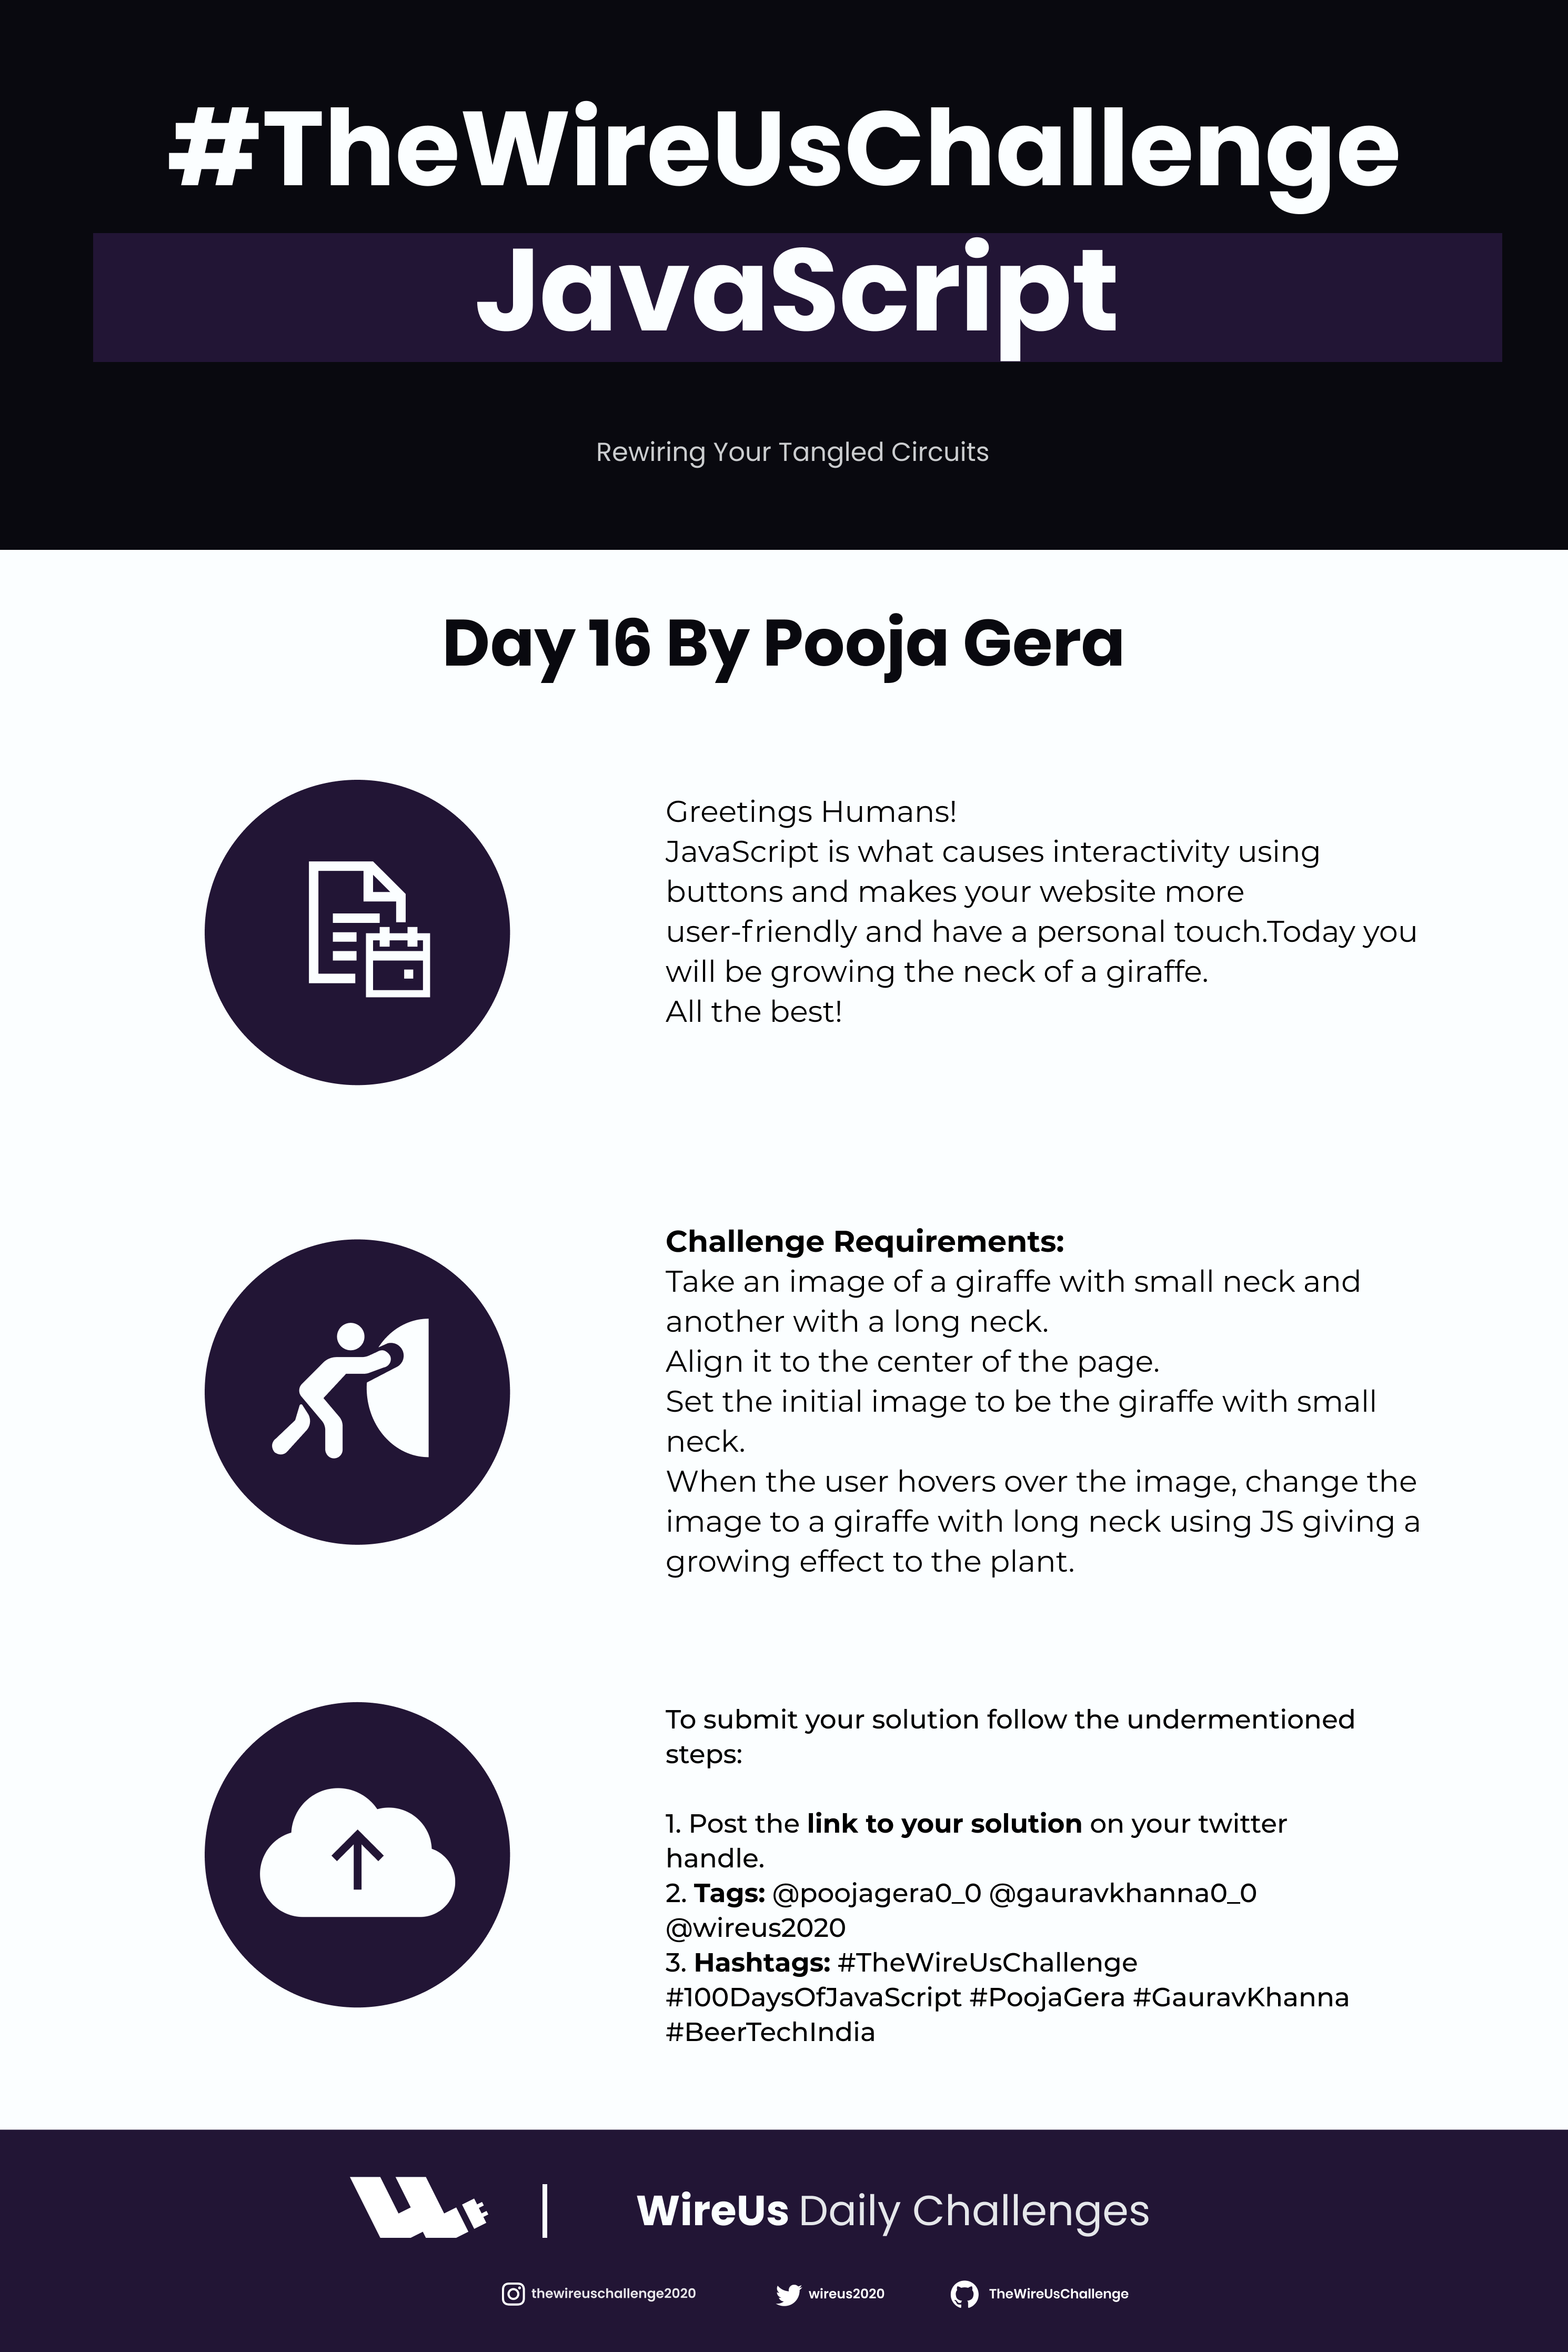 #TheWireUsChallenge
JavaScript
Rewiring Your Tangled Circuits
Day 16 By Pooja Gera
Greetings Humans!
JavaScript is what causes interactivity using
buttons and makes your website more
user-friendly and have a personal touch.Today you
will be growing the neck of a giraffe.
All the best!
Challenge Requirements:
Take an image of a giraffe with small neck and
another with a long neck.
Align it to the center of the page.
Set the initial image to be the giraffe with small
neck.
When the user hovers over the image, change the
image to a giraffe with long neck using JS giving a
growing effect to the plant.
To submit your solution follow the undermentioned
steps:
1. Post the link to your solution on your twitter
handle.
2. Tags: @poojagera0_0 @gauravkhanna0_0
@wireus2020
3. Hashtags: #TheWireUsChallenge
#100DaysOfJavaScript #PoojaGera #GauravKhanna
#BeerTechIndia
WireUs Daily Challenges
thewireuschallenge2020 wireus2020 TheWireUsChallenge